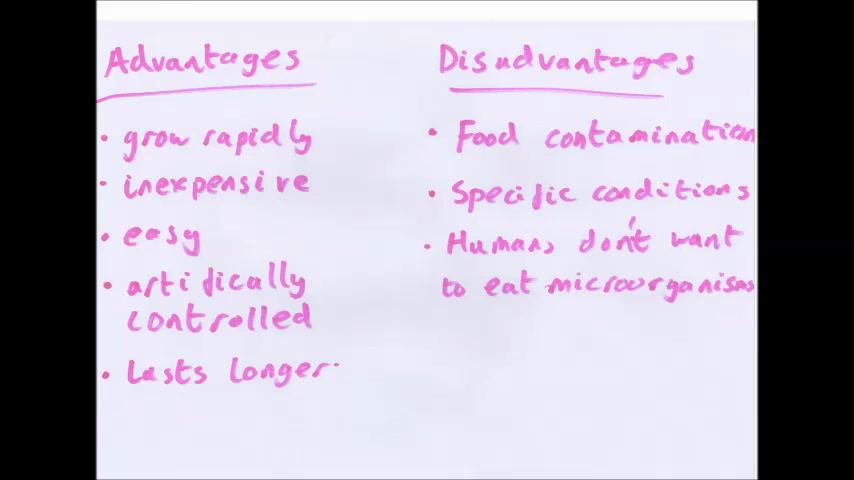 Advantages
• grow rapidly
• inexpensive
• easy
• artifically
controlled
• Lasts longer.
Disadvantages
• Food contamination
• Specific conditions
• Humans don't want
to eat microorganisms